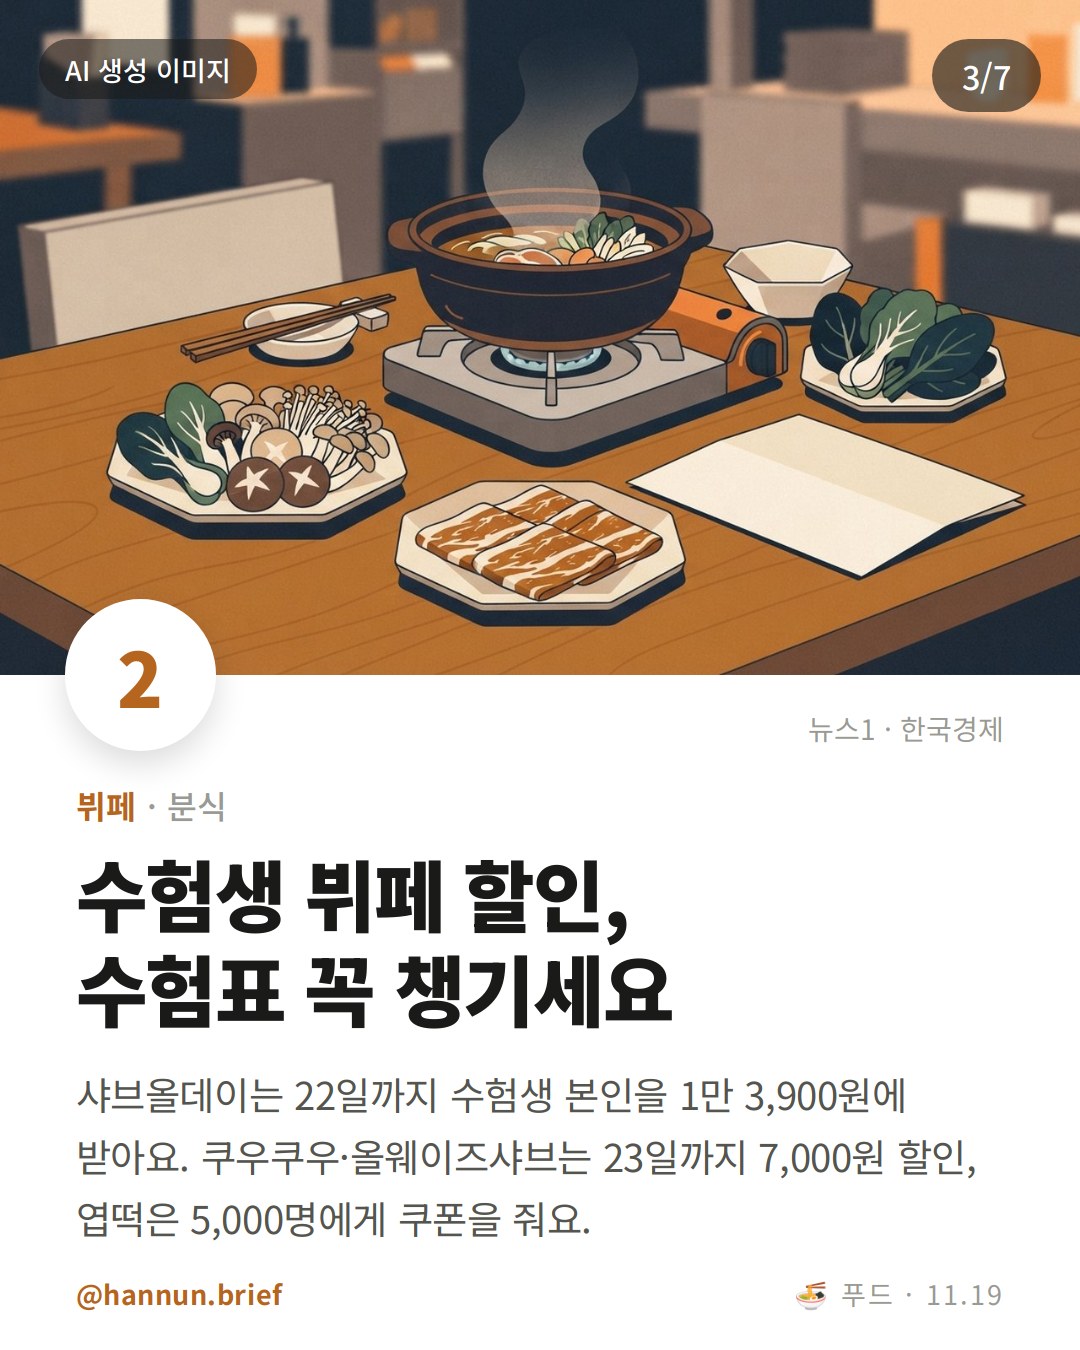 AI 생성 이미지
3/7
2
뉴스1 · 한국경제
뷔페 · 분식
수험생 뷔페 할인,
수험표 꼭 챙기세요
샤브올데이는 22일까지 수험생 본인을 1만 3,900원에
받아요. 쿠우쿠우·올웨이즈샤브는 23일까지 7,000원 할인,
엽떡은 5,000명에게 쿠폰을 줘요.
@hannun.brief
🍜 푸드 · 11.19